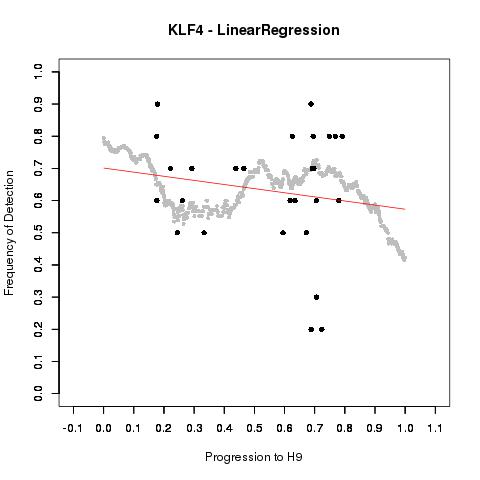 KLF4 - LinearRegression
1.0
0.9
0.8
0.7
0.6
0.5
0.4
0.3
0.2
0.1
0.0
Frequency of Detection
-0.1 0.0 0.1 0.2 0.3 0.4 0.5 0.6 0.7 0.8 0.9 1.0 1.1
Progression to H9